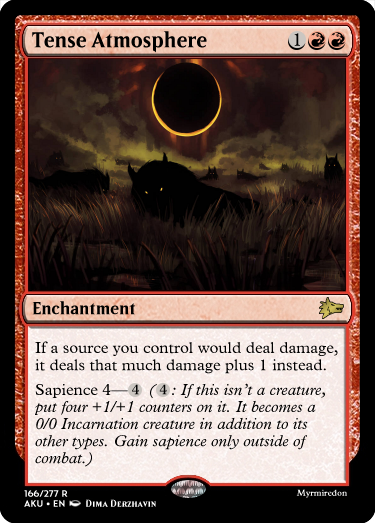 Tense Atmosphere 1
Enchantment
If a source you control would deal damage,
it deals that much damage plus 1 instead.
Sapience 4—4 (4: If this isn't a creature,
put four +1/+1 counters on it. It becomes a
0/0 Incarnation creature in addition to its
other types. Gain sapience only outside of
combat.)
166/277 R
Myrmiredon
AKU • EN Dima Derzhavin